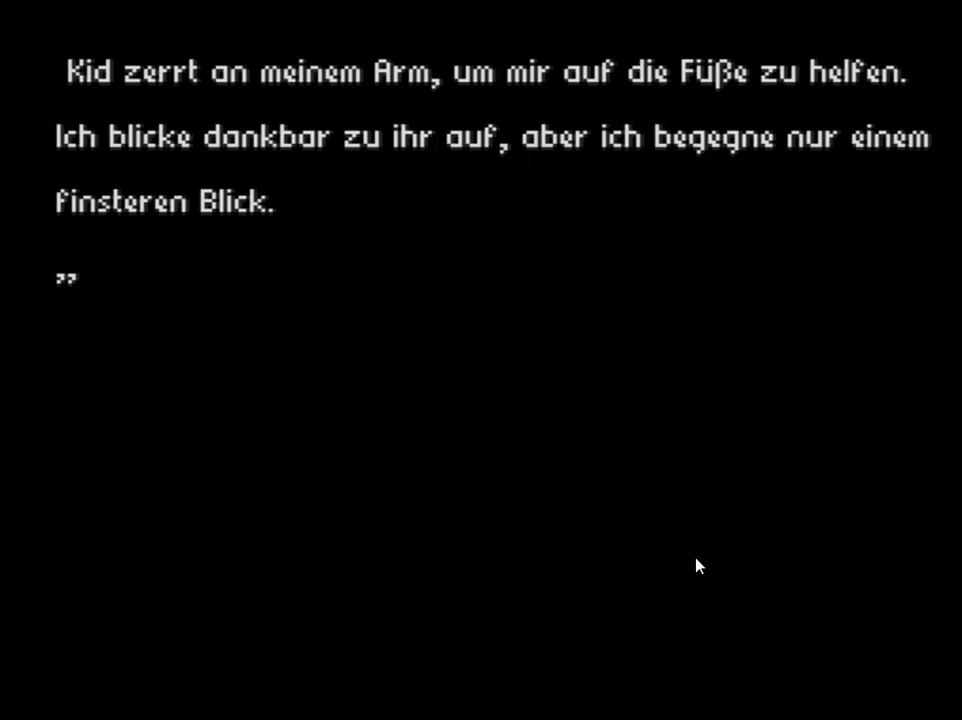 Kid zerrt an meinem Arm, um mir auf die Füße zu helfen.
Ich blicke dankbar zu ihr auf, aber ich begegne nur einem
finsteren Blick.
”